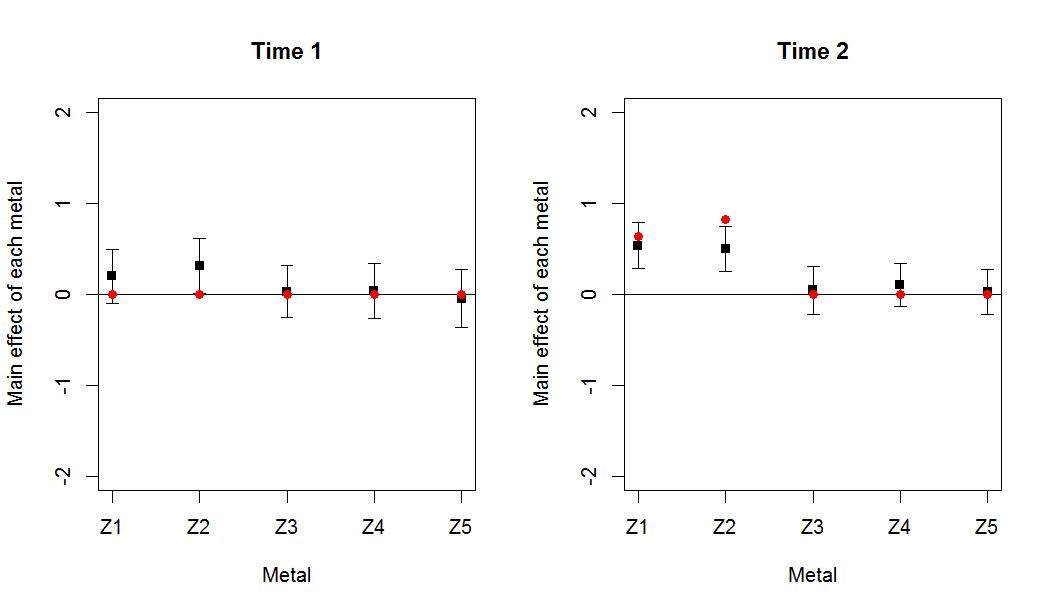 Time 1
Main effect of each metal
2
1
0
-1
-2
Z1 Z2 Z3 Z4 Z5
Metal
Time 2
Main effect of each metal
2
1
0
-1
-2
Z1 Z2 Z3 Z4 Z5
Metal